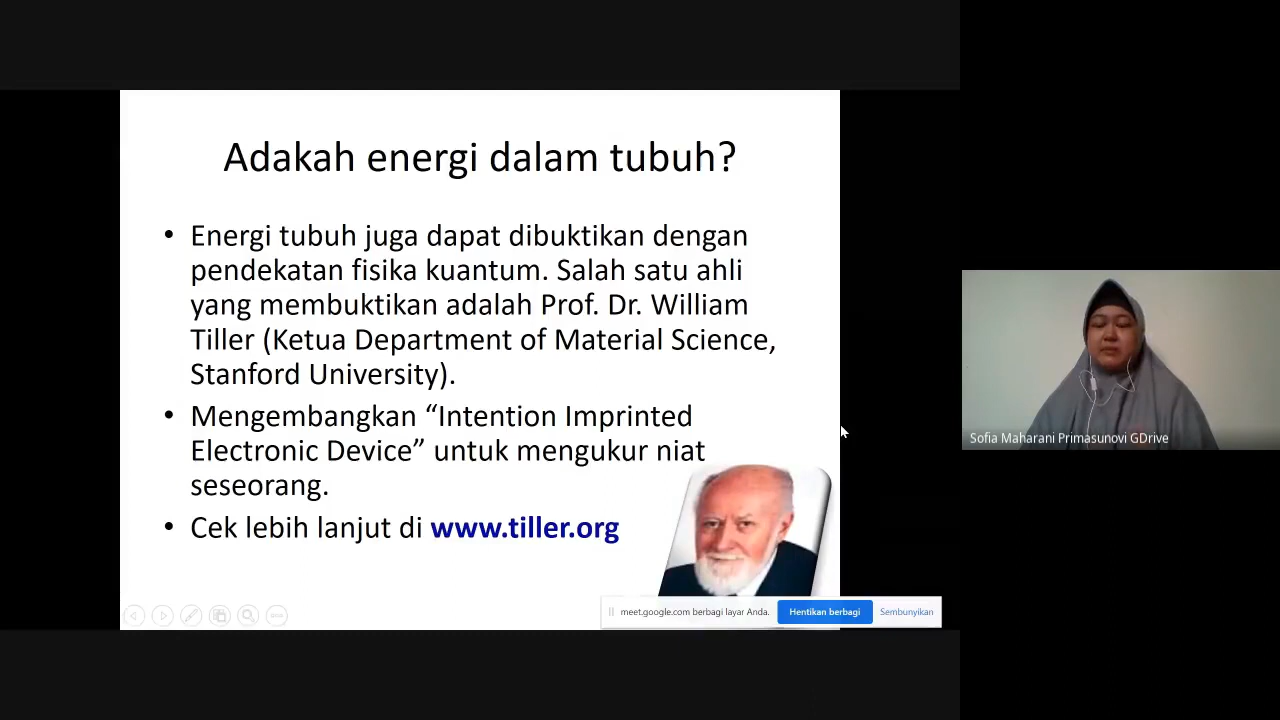 Adakah energi dalam tubuh?
• Energi tubuh juga dapat dibuktikan dengan
pendekatan fisika kuantum. Salah satu ahli
yang membuktikan adalah Prof. Dr. William
Tiller (Ketua Department of Material Science,
Stanford University).
• Mengembangkan “Intention Imprinted
Electronic Device” untuk mengukur niat
seseorang.
• Cek lebih lanjut di www.tiller.org
meet.google.com berbagi layar Anda. Hentikan berbagi Sembunyikan
Sofia Maharani Primasunovi GDrive